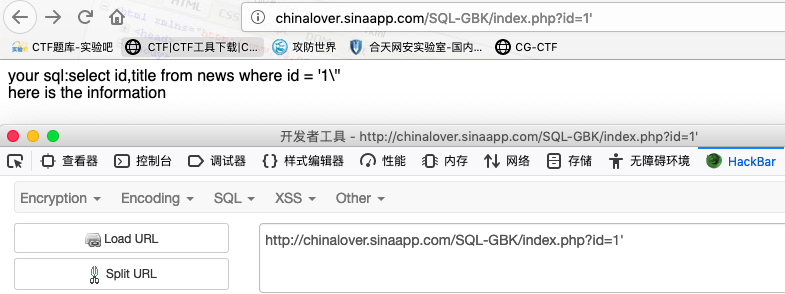 chinalover.sinaapp.com/SQL-GBK/index.php?id=1'
CTF题库-实验吧 CTF|CTF工具下载|C... 攻防世界 合天网安实验室-国内... CG-CTF
your sql:select id,title from news where id = '1\''
here is the information
开发者工具 - http://chinalover.sinaapp.com/SQL-GBK/index.php?id=1'
查看器 控制台 调试器 样式编辑器 性能 内存 网络 存储 无障碍环境 HackBar
Encryption Encoding SQL XSS Other
Load URL http://chinalover.sinaapp.com/SQL-GBK/index.php?id=1'
Split URL